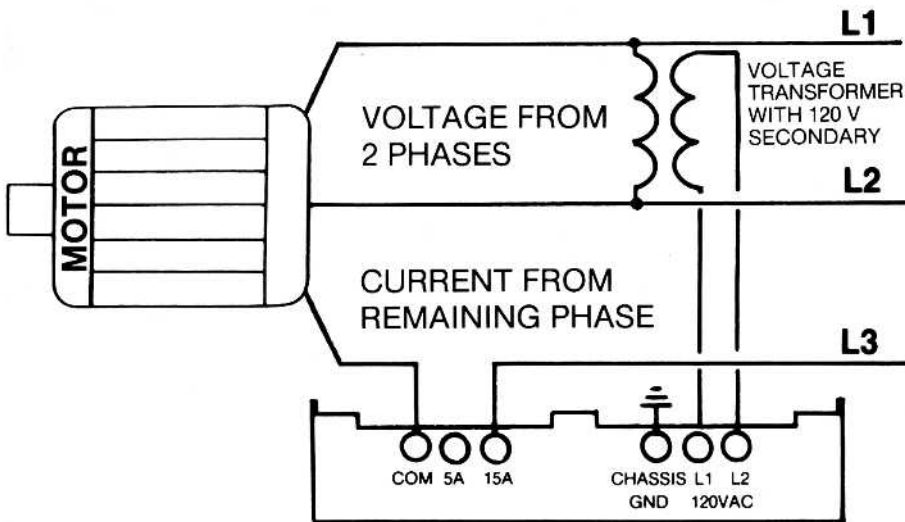 L1
VOLTAGE
TRANSFORMER
WITH 120 V
SECONDARY
VOLTAGE FROM
2 PHASES
MOTOR
L2
CURRENT FROM
REMAINING PHASE
L3
COM 5A 15A
CHASSIS L1 L2
GND 120VAC